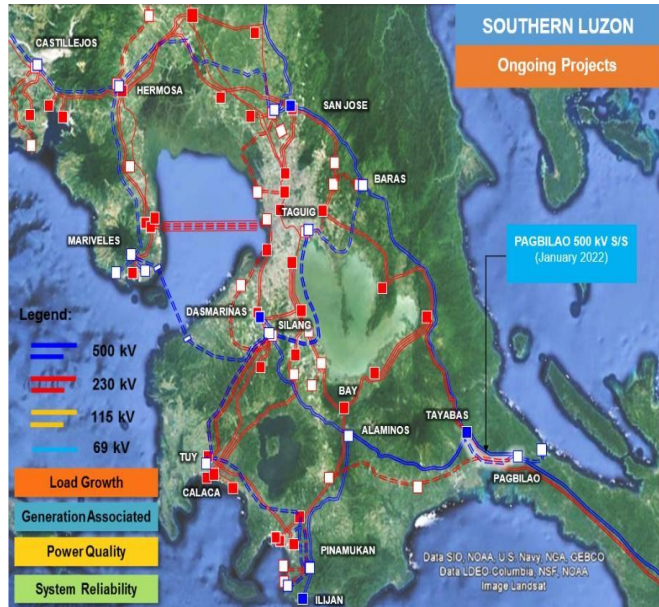 SOUTHERN LUZON
Ongoing Projects
CASTILLEJOS
HERMOSA
SAN JOSE
BARAS
TAGUIG
MARIVELES
PAGBILAO 500 kV S/S
(January 2022)
DASMARIÑAS
SILANG
Legend:
500 kV
230 kV
115 kV
69 kV
BAY
ALAMINOS
TAYABAS
TUY
CALACA
PAGBILAO
Load Growth
Generation Associated
Power Quality
System Reliability
PINAMUKAN
ILIJAN
Data SIO, NOAA, U.S. Navy, NGA, GEBCO
Data LDEO-Columbia, NSF, NOAA
Image Landsat